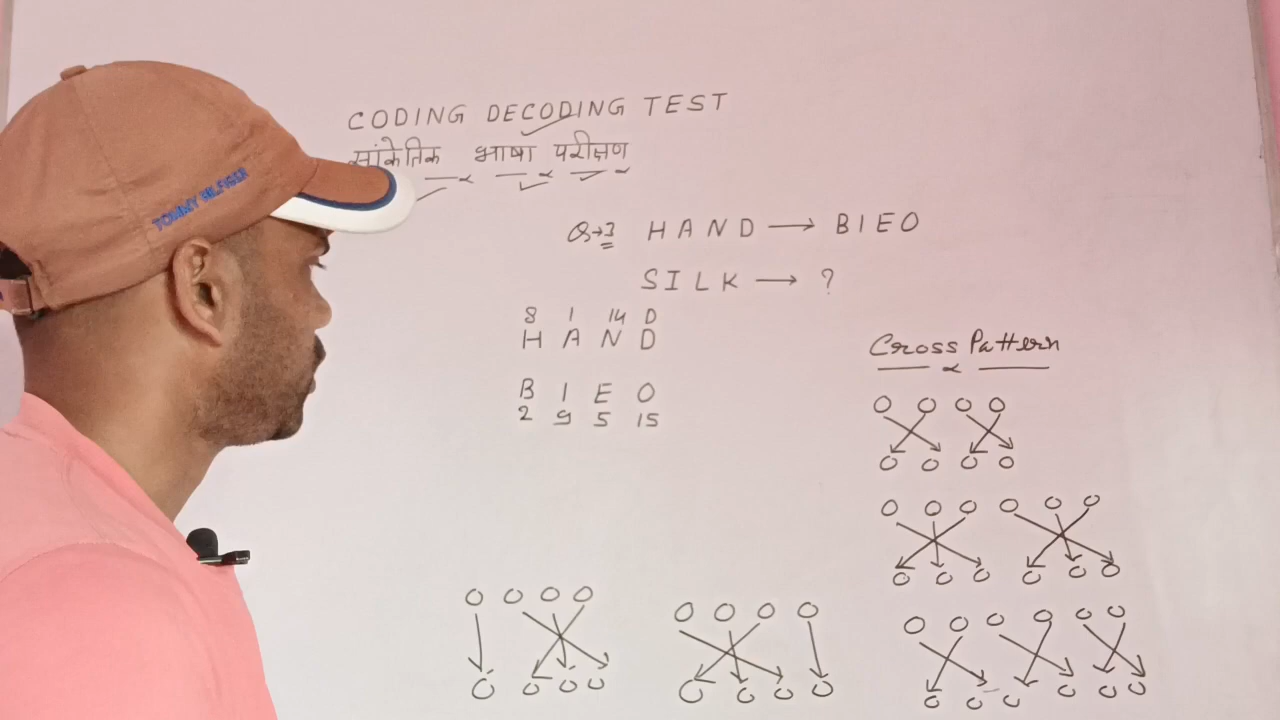 CODING DECODING TEST
सांकेतिक भाषा परीक्षण
TOMMY HILFIGER
Q→3 HAND → BIEO
SILK → ?
8 1 14 D
H A N D
B I E O
2 9 5 15
Cross Pattern